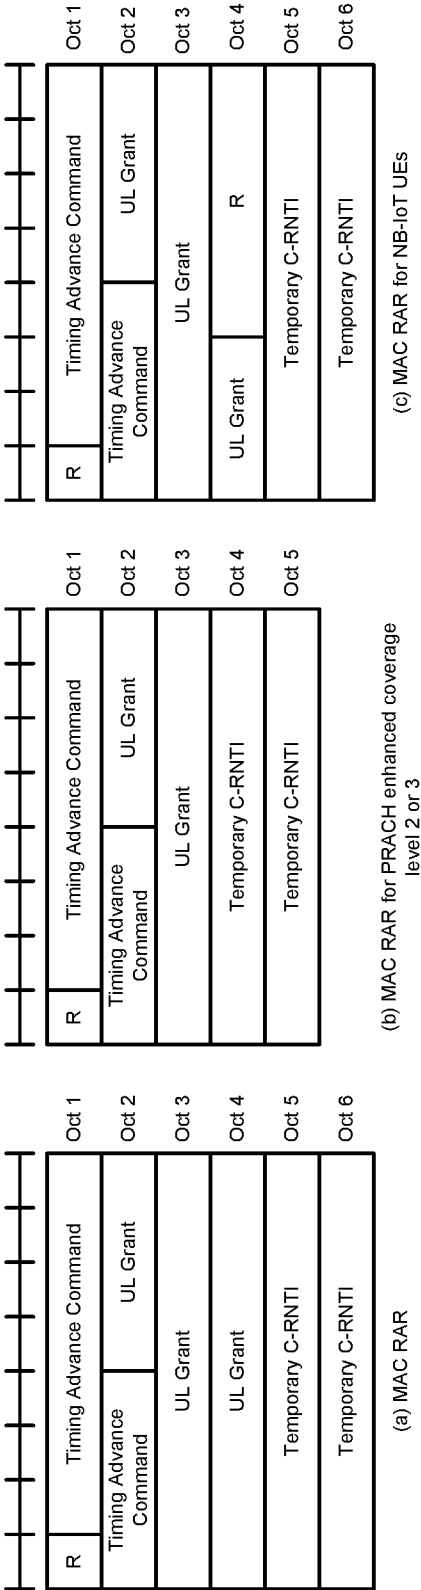 R
Timing Advance Command
Oct 1
Timing Advance
Command
UL Grant
Oct 2
UL Grant
Oct 3
UL Grant
Oct 4
Temporary C-RNTI
Oct 5
Temporary C-RNTI
Oct 6
(a) MAC RAR
R
Timing Advance Command
Oct 1
Timing Advance
Command
UL Grant
Oct 2
UL Grant
Oct 3
Temporary C-RNTI
Oct 4
Temporary C-RNTI
Oct 5
(b) MAC RAR for PRACH enhanced coverage
level 2 or 3
R
Timing Advance Command
Oct 1
Timing Advance
Command
UL Grant
Oct 2
UL Grant
Oct 3
UL Grant
R
Oct 4
Temporary C-RNTI
Oct 5
Temporary C-RNTI
Oct 6
(c) MAC RAR for NB-IoT UEs